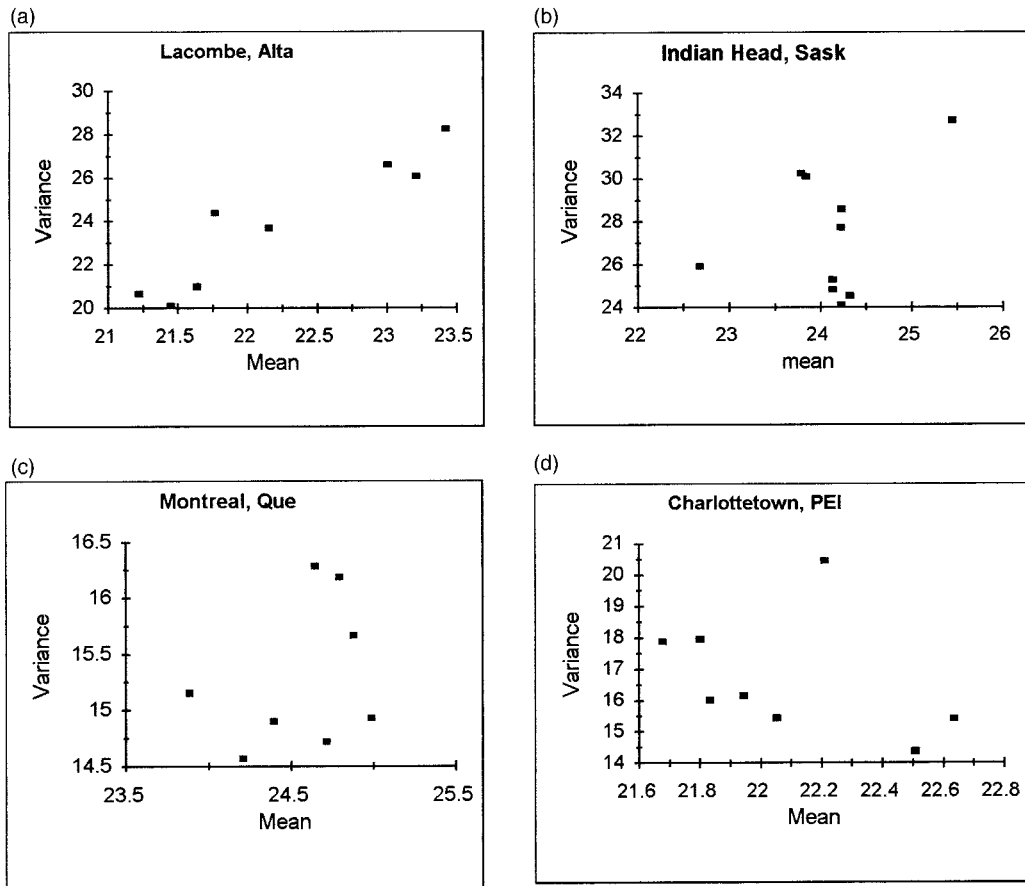 (a)
Lacombe, Alta
Variance
30
28
26
24
22
20
21 21.5 22 22.5 23 23.5
Mean
(b)
Indian Head, Sask
Variance
34
32
30
28
26
24
22 23 24 25 26
mean
(c)
Montreal, Que
Variance
16.5
16
15.5
15
14.5
23.5 24.5 25.5
Mean
(d)
Charlottetown, PEI
Variance
21
20
19
18
17
16
15
14
21.6 21.8 22 22.2 22.4 22.6 22.8
Mean